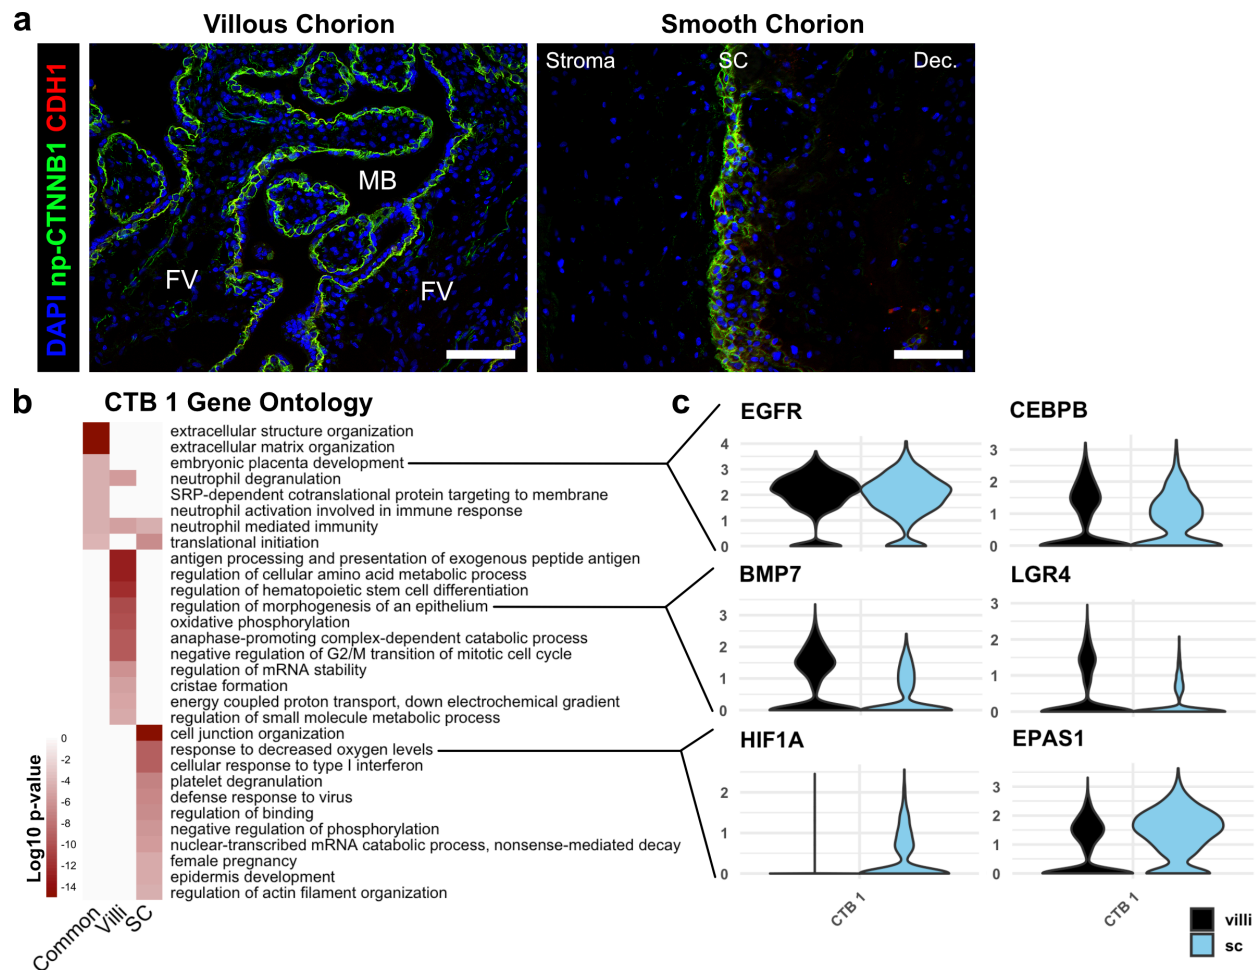 a
Villous Chorion
Smooth Chorion
DAPI np-CTNNB1 CDH1
MB
FV
FV
Stroma
SC
Dec.
b
CTB 1 Gene Ontology
extracellular structure organization
extracellular matrix organization
embryonic placenta development
neutrophil degranulation
SRP-dependent cotranslational protein targeting to membrane
neutrophil activation involved in immune response
neutrophil mediated immunity
translational initiation
antigen processing and presentation of exogenous peptide antigen
regulation of cellular amino acid metabolic process
regulation of hematopoietic stem cell differentiation
regulation of morphogenesis of an epithelium
oxidative phosphorylation
anaphase-promoting complex-dependent catabolic process
negative regulation of G2/M transition of mitotic cell cycle
regulation of mRNA stability
cristae formation
energy coupled proton transport, down electrochemical gradient
regulation of small molecule metabolic process
cell junction organization
response to decreased oxygen levels
cellular response to type I interferon
platelet degranulation
defense response to virus
regulation of binding
negative regulation of phosphorylation
nuclear-transcribed mRNA catabolic process, nonsense-mediated decay
female pregnancy
epidermis development
regulation of actin filament organization
Log10 p-value
0
-2
-4
-6
-8
-10
-12
-14
Common
Villi
SC
c
EGFR
4
3
2
1
0
CEBPB
3
2
1
0
BMP7
3
2
1
0
LGR4
3
2
1
0
HIF1A
2
1
0
EPAS1
3
2
1
0
CTB 1
CTB 1
villi
sc